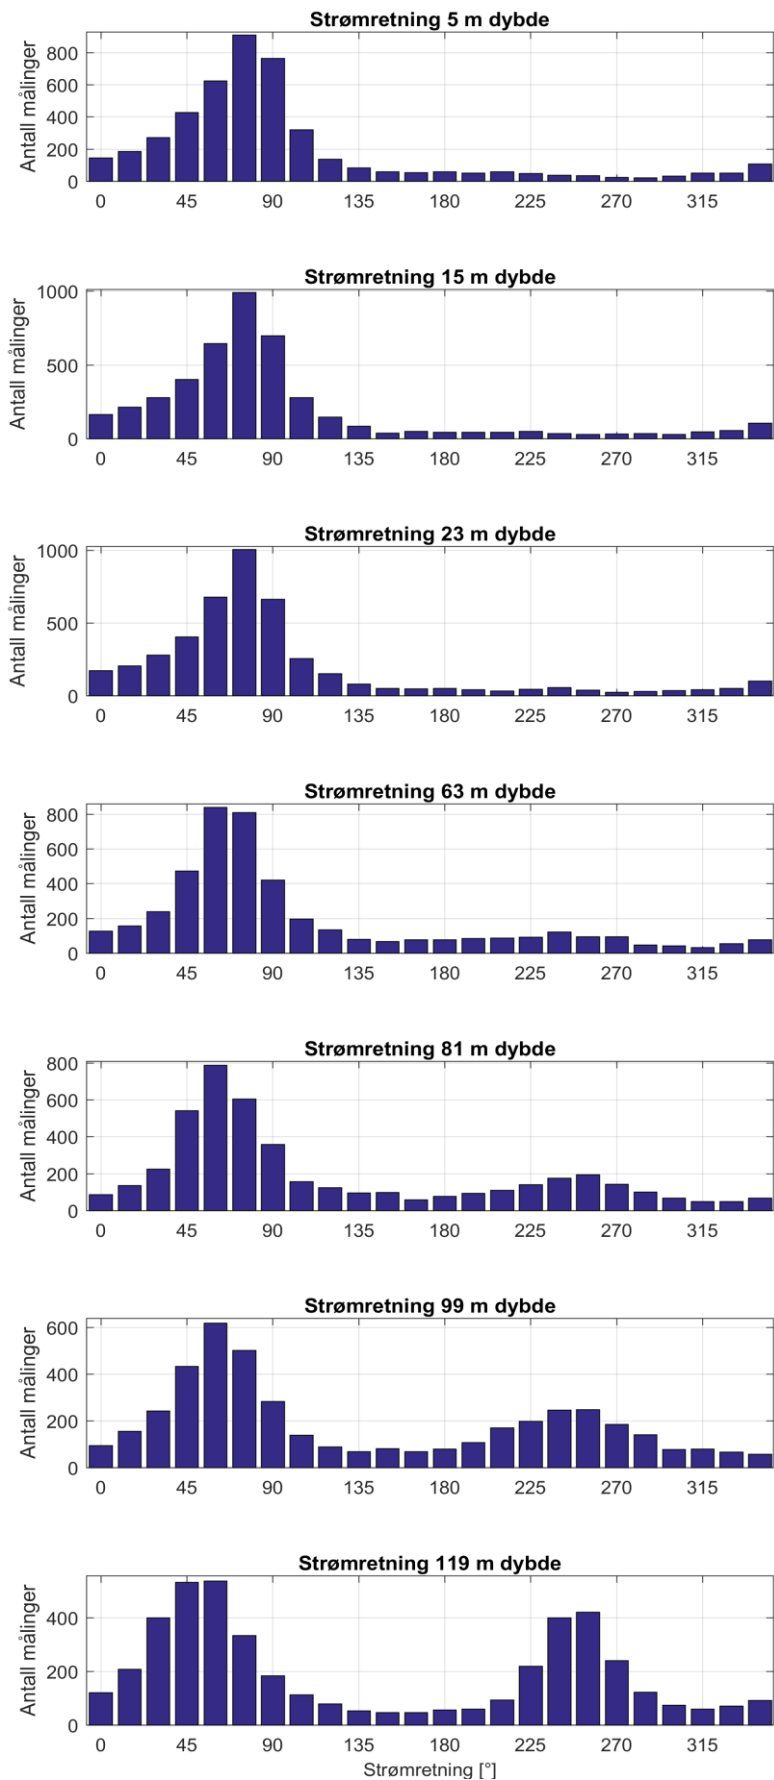 Strømretning 5 m dybde
Antall målinger
800
600
400
200
0
0 45 90 135 180 225 270 315
Strømretning 15 m dybde
Antall målinger
1000
500
0
0 45 90 135 180 225 270 315
Strømretning 23 m dybde
Antall målinger
1000
500
0
0 45 90 135 180 225 270 315
Strømretning 63 m dybde
Antall målinger
800
600
400
200
0
0 45 90 135 180 225 270 315
Strømretning 81 m dybde
Antall målinger
800
600
400
200
0
0 45 90 135 180 225 270 315
Strømretning 99 m dybde
Antall målinger
600
400
200
0
0 45 90 135 180 225 270 315
Strømretning 119 m dybde
Antall målinger
400
200
0
0 45 90 135 180 225 270 315
Strømretning [°]